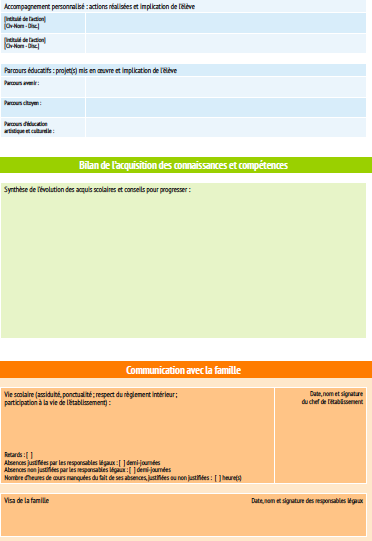 Accompagnement personnalisé : actions réalisées et implication de l'élève
[Intitulé de l'action]
[Civ-Nom - Disc.]
[Intitulé de l'action]
[Civ-Nom - Disc.]
Parcours éducatifs : projet(s) mis en œuvre et implication de l'élève
Parcours avenir :
Parcours citoyen :
Parcours d'éducation
artistique et culturelle :
Bilan de l'acquisition des connaissances et compétences
Synthèse de l'évolution des acquis scolaires et conseils pour progresser :
Communication avec la famille
Vie scolaire (assiduité, ponctualité ; respect du règlement intérieur ;
participation à la vie de l'établissement) :
Date, nom et signature
du chef de l'établissement
Retards : [ ]
Absences justifiées par les responsables légaux : [ ] demi-journées
Absences non justifiées par les responsables légaux : [ ] demi-journées
Nombre d'heures de cours manquées du fait de ses absences, justifiées ou non justifiées : [ ] heure(s)
Visa de la famille
Date, nom et signature des responsables légaux